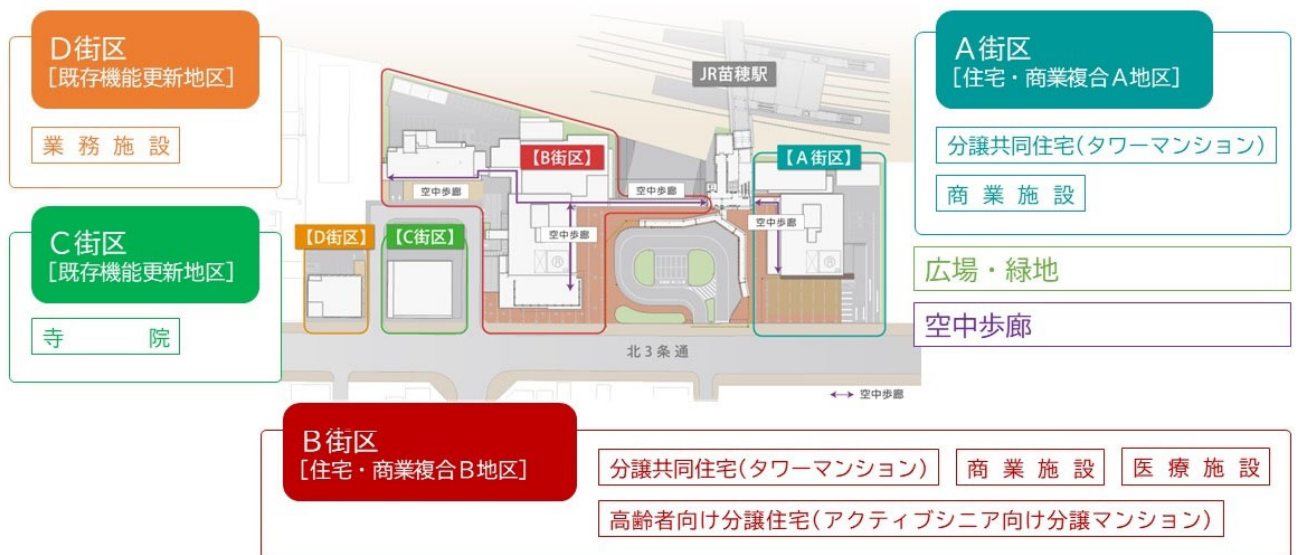 D街区
[既存機能更新地区]
業務施設
C街区
[既存機能更新地区]
寺院
JR苗穂駅
【B街区】
【A街区】
空中歩廊
空中歩廊
空中歩廊
空中歩廊
【D街区】
【C街区】
北3条通
空中歩廊
A街区
[住宅・商業複合A地区]
分譲共同住宅(タワーマンション)
商業施設
広場・緑地
空中歩廊
B街区
[住宅・商業複合B地区]
分譲共同住宅(タワーマンション)
商業施設
医療施設
高齢者向け分譲住宅(アクティブシニア向け分譲マンション)